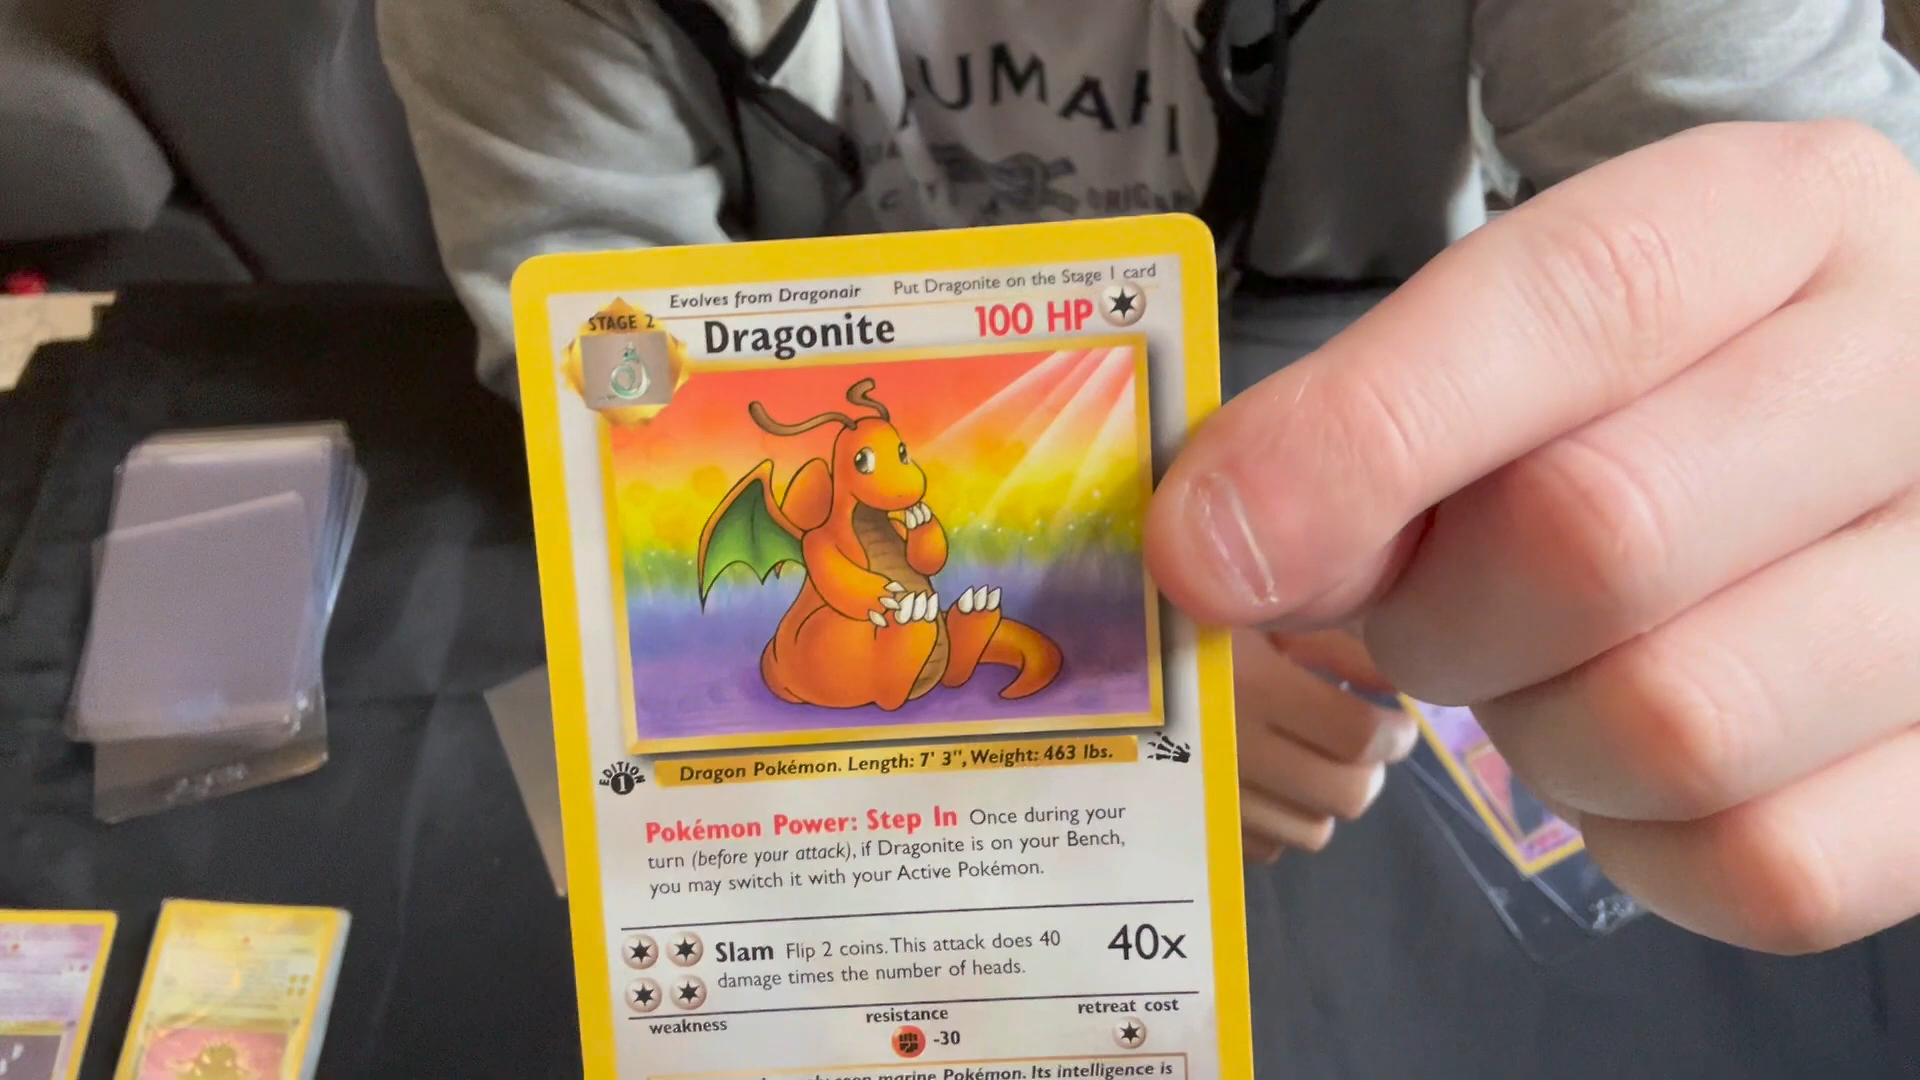 UMA
Evolves from Dragonair Put Dragonite on the Stage 1 card
STAGE 2
Dragonite 100 HP
EDITION
1
Dragon Pokémon. Length: 7' 3", Weight: 463 lbs.
Pokémon Power: Step In Once during your
turn (before your attack), if Dragonite is on your Bench,
you may switch it with your Active Pokémon.
Slam Flip 2 coins. This attack does 40
damage times the number of heads.
40x
weakness resistance retreat cost
-30
seen marine Pokémon. Its intelligence is